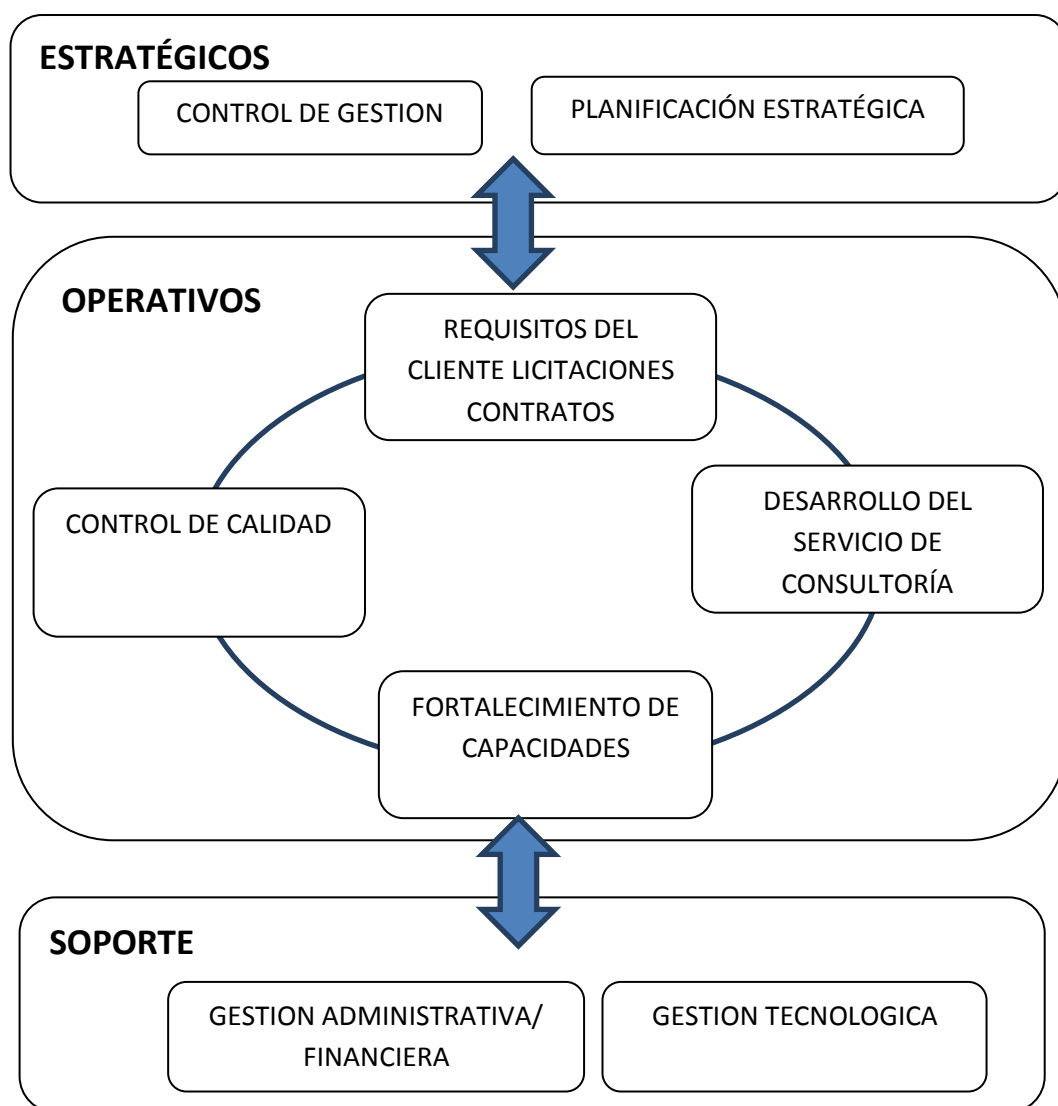 ESTRATÉGICOS
CONTROL DE GESTION
PLANIFICACIÓN ESTRATÉGICA
OPERATIVOS
REQUISITOS DEL
CLIENTE LICITACIONES
CONTRATOS
CONTROL DE CALIDAD
DESARROLLO DEL
SERVICIO DE
CONSULTORÍA
FORTALECIMIENTO DE
CAPACIDADES
SOPORTE
GESTION ADMINISTRATIVA/
FINANCIERA
GESTION TECNOLOGICA